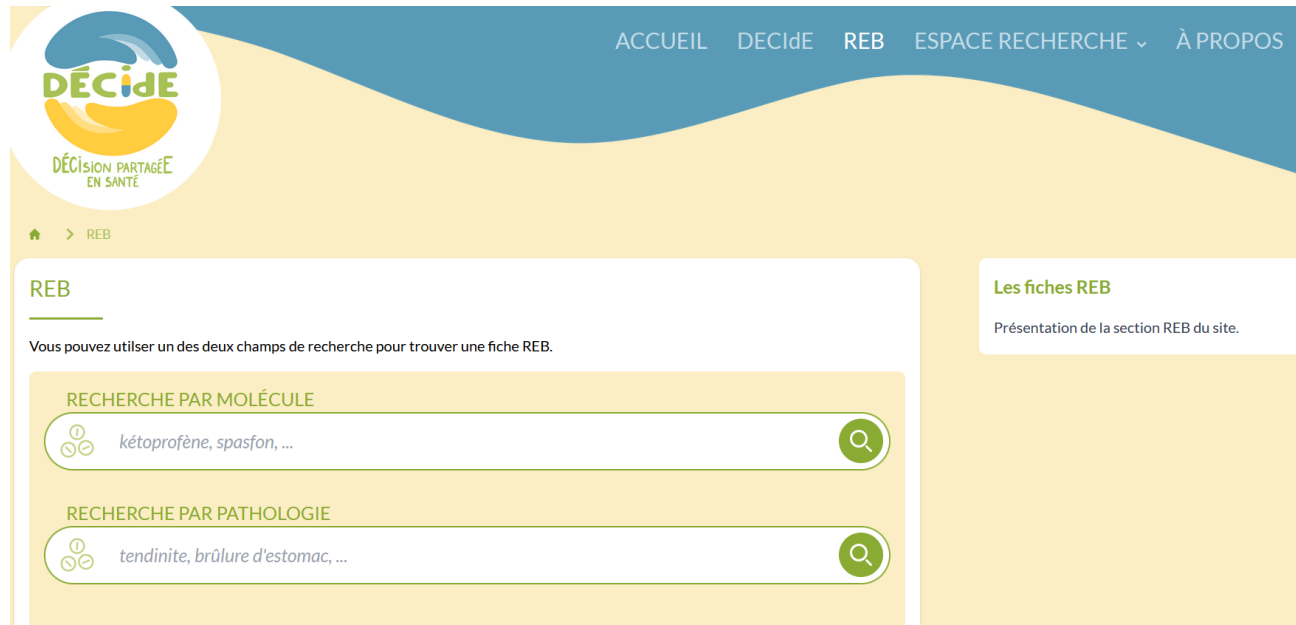 ACCUEIL DECIdE REB ESPACE RECHERCHE À PROPOS
DÉCIdE
DÉCISION PARTAGÉE
EN SANTÉ
REB
REB
Vous pouvez utilser un des deux champs de recherche pour trouver une fiche REB.
RECHERCHE PAR MOLÉCULE
kétoprofène, spasfon, ...
RECHERCHE PAR PATHOLOGIE
tendinite, brûlure d'estomac, ...
Les fiches REB
Présentation de la section REB du site.